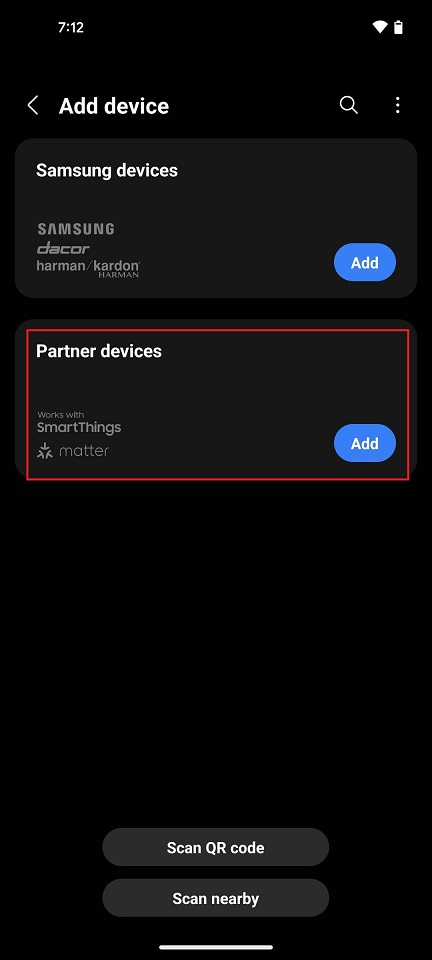 7:12
Add device
Samsung devices
SAMSUNG
dacor
harman/kardon
HARMAN
Add
Partner devices
Works with
SmartThings
matter
Add
Scan QR code
Scan nearby